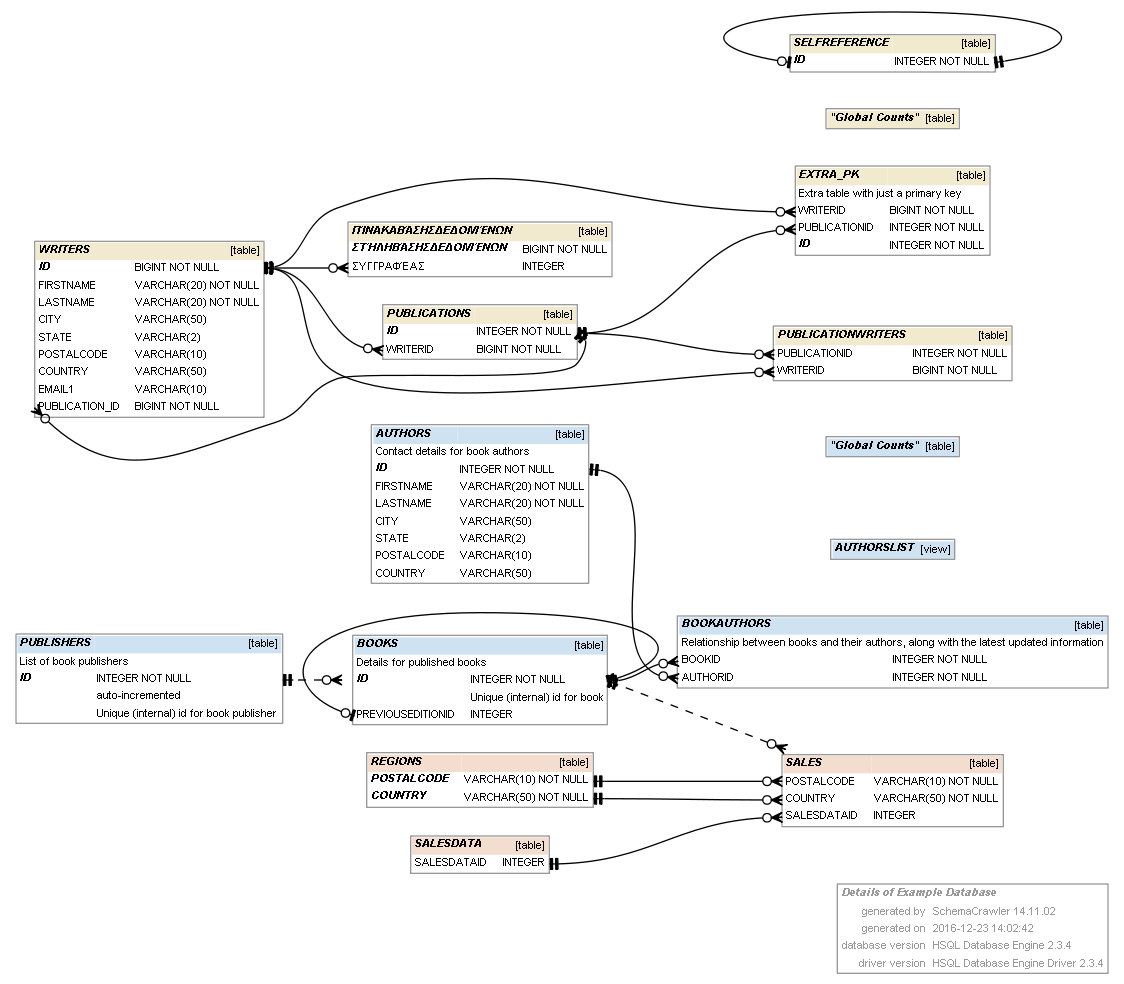 SELFREFERENCE [table]
ID INTEGER NOT NULL
"Global Counts" [table]
EXTRA_PK [table]
Extra table with just a primary key
WRITERID BIGINT NOT NULL
PUBLICATIONID INTEGER NOT NULL
ID INTEGER NOT NULL
ΠΊΝΑΚΑΒΆΣΗΣΔΕΔΟΜΈΝΩΝ [table]
ΣΤΉΛΗΒΆΣΗΣΔΕΔΟΜΈΝΩΝ BIGINT NOT NULL
ΣΥΓΓΡΑΦΈΑΣ INTEGER
WRITERS [table]
ID BIGINT NOT NULL
FIRSTNAME VARCHAR(20) NOT NULL
LASTNAME VARCHAR(20) NOT NULL
CITY VARCHAR(50)
STATE VARCHAR(2)
POSTALCODE VARCHAR(10)
COUNTRY VARCHAR(50)
EMAIL1 VARCHAR(10)
PUBLICATION_ID BIGINT NOT NULL
PUBLICATIONS [table]
ID INTEGER NOT NULL
WRITERID BIGINT NOT NULL
PUBLICATIONWRITERS [table]
PUBLICATIONID INTEGER NOT NULL
WRITERID BIGINT NOT NULL
AUTHORS [table]
Contact details for book authors
ID INTEGER NOT NULL
FIRSTNAME VARCHAR(20) NOT NULL
LASTNAME VARCHAR(20) NOT NULL
CITY VARCHAR(50)
STATE VARCHAR(2)
POSTALCODE VARCHAR(10)
COUNTRY VARCHAR(50)
"Global Counts" [table]
AUTHORSLIST [view]
PUBLISHERS [table]
List of book publishers
ID INTEGER NOT NULL
auto-incremented
Unique (internal) id for book publisher
BOOKS [table]
Details for published books
ID INTEGER NOT NULL
Unique (internal) id for book
PREVIOUSEDITIONID INTEGER
BOOKAUTHORS [table]
Relationship between books and their authors, along with the latest updated information
BOOKID INTEGER NOT NULL
AUTHORID INTEGER NOT NULL
REGIONS [table]
POSTALCODE VARCHAR(10) NOT NULL
COUNTRY VARCHAR(50) NOT NULL
SALES [table]
POSTALCODE VARCHAR(10) NOT NULL
COUNTRY VARCHAR(50) NOT NULL
SALESDATAID INTEGER
SALESDATA [table]
SALESDATAID INTEGER
Details of Example Database
generated by SchemaCrawler 14.11.02
generated on 2016-12-23 14:02:42
database version HSQL Database Engine 2.3.4
driver version HSQL Database Engine Driver 2.3.4